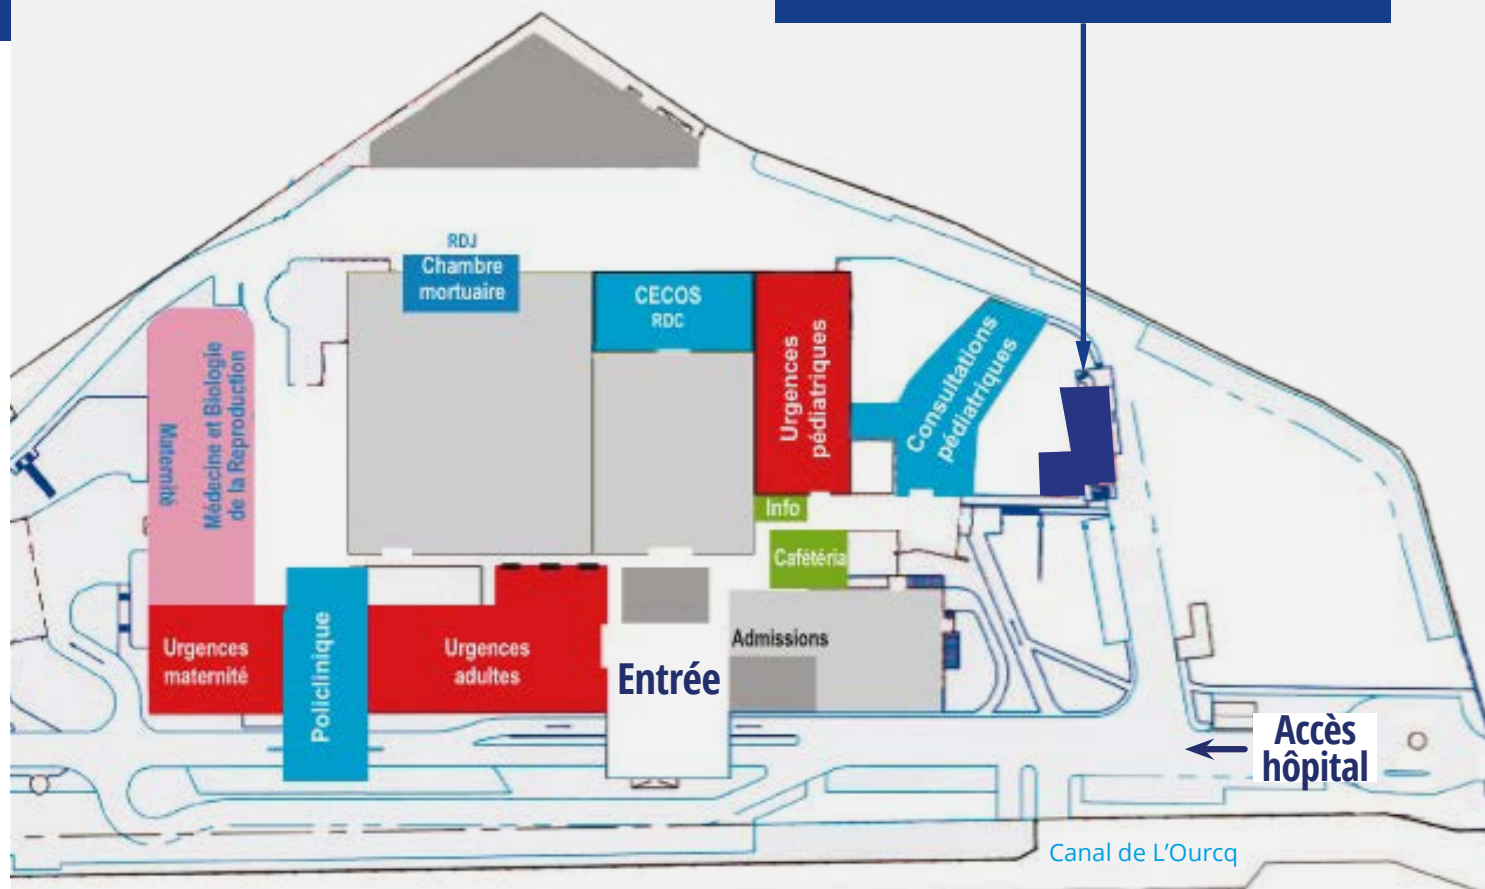 RDJ
Chambre
mortuaire
CECOS
RDC
Urgences
pédiatriques
Consultations
pédiatriques
Maternité
Médecine et Biologie
de la Reproduction
Info
Cafétéria
Urgences
maternité
Policlinique
Urgences
adultes
Entrée
Admissions
Accès
hôpital
Canal de L'Ourcq